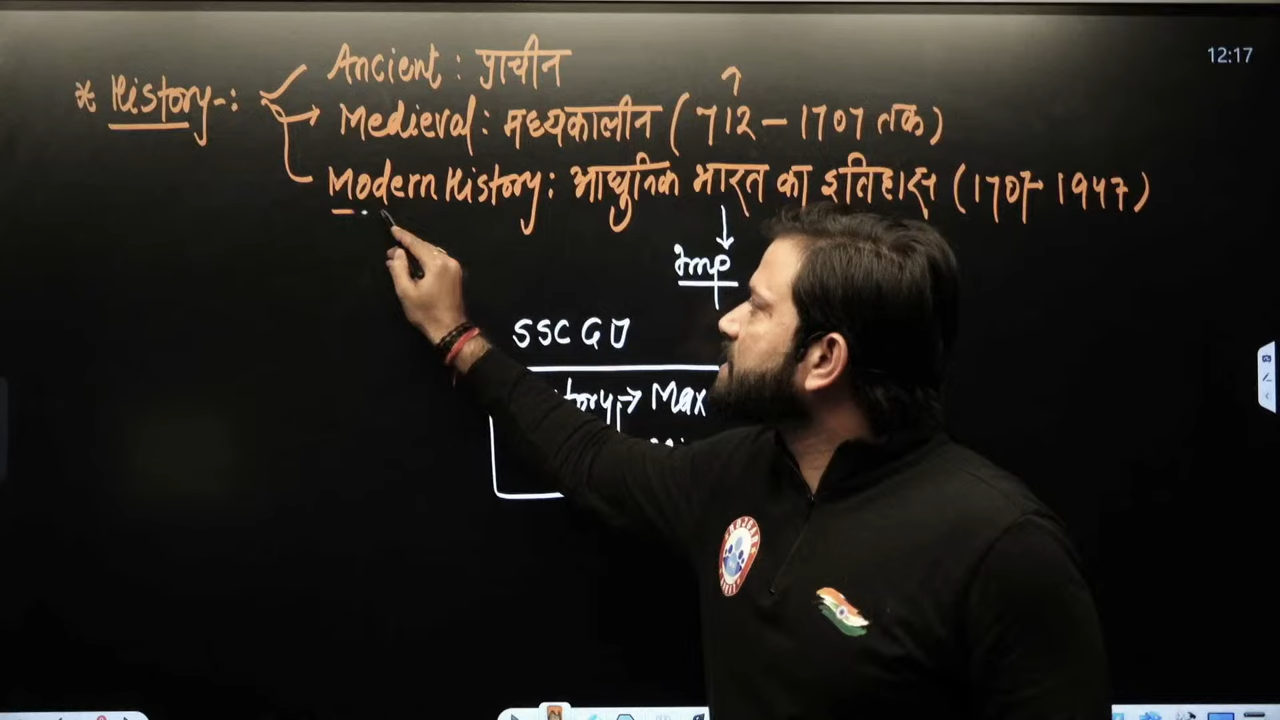 12:17
* History-: Ancient : प्राचीन
Medieval : मध्यकालीन ( 712 - 1707 तक )
Modern History : आधुनिक भारत का इतिहास ( 1707 - 1947 )
Imp
SSC GD
→ Max